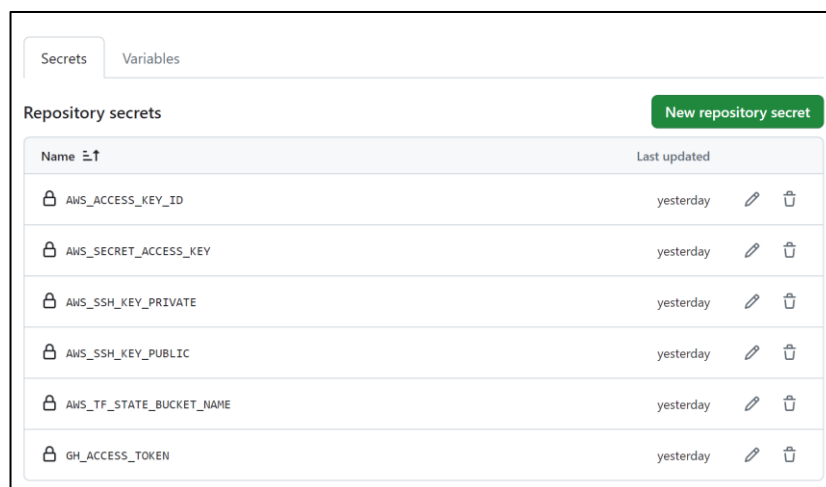 Secrets Variables
Repository secrets New repository secret
Name Last updated
AWS_ACCESS_KEY_ID yesterday
AWS_SECRET_ACCESS_KEY yesterday
AWS_SSH_KEY_PRIVATE yesterday
AWS_SSH_KEY_PUBLIC yesterday
AWS_TF_STATE_BUCKET_NAME yesterday
GH_ACCESS_TOKEN yesterday